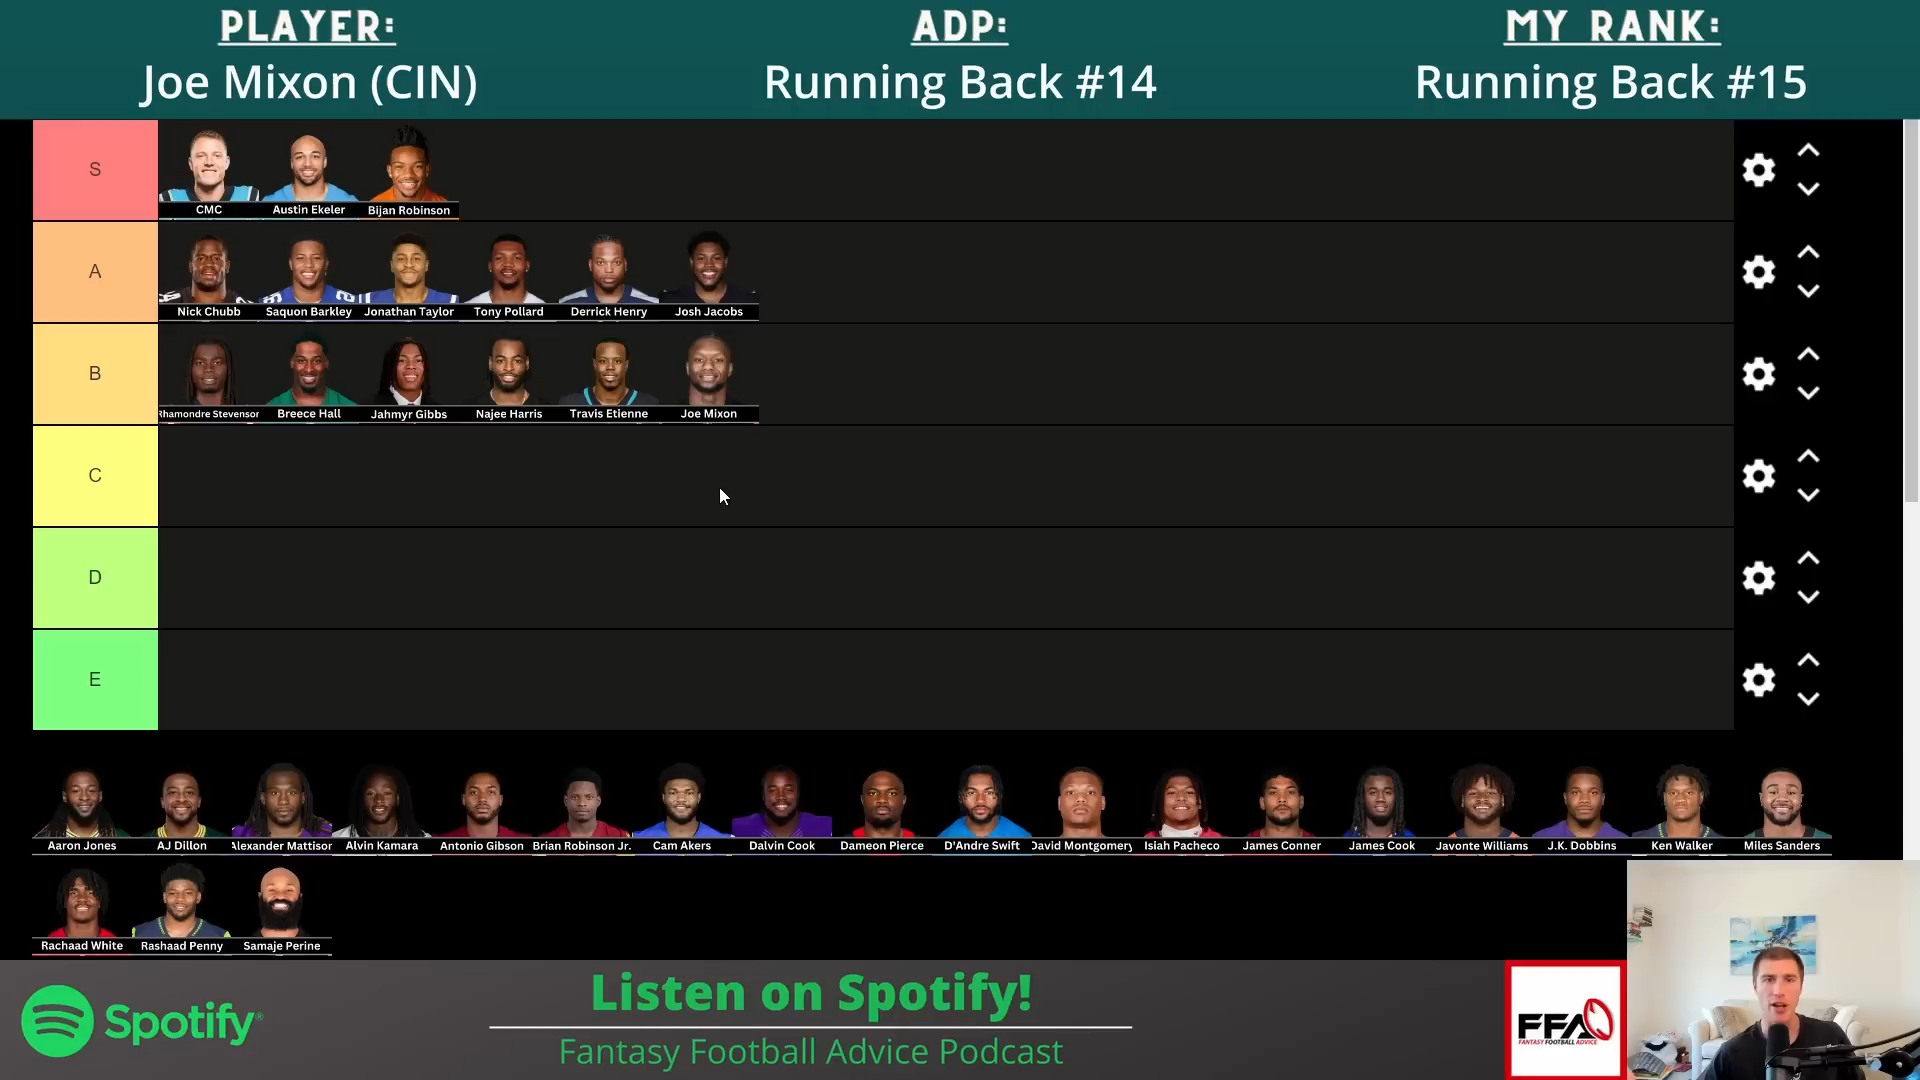 PLAYER:
Joe Mixon (CIN)
ADP:
Running Back #14
MY RANK:
Running Back #15
S
CMC
Austin Ekeler
Bijan Robinson
A
Nick Chubb
Saquon Barkley
Jonathan Taylor
Tony Pollard
Derrick Henry
Josh Jacobs
B
Rhamondre Stevenson
Breece Hall
Jahmyr Gibbs
Najee Harris
Travis Etienne
Joe Mixon
C
D
E
Aaron Jones
AJ Dillon
Alexander Mattison
Alvin Kamara
Antonio Gibson
Brian Robinson Jr.
Cam Akers
Dalvin Cook
Dameon Pierce
D'Andre Swift
David Montgomery
Isiah Pacheco
James Conner
James Cook
Javonte Williams
J.K. Dobbins
Ken Walker
Miles Sanders
Rachaad White
Rashaad Penny
Samaje Perine
Spotify
Listen on Spotify!
Fantasy Football Advice Podcast
FFA
FANTASY FOOTBALL ADVICE